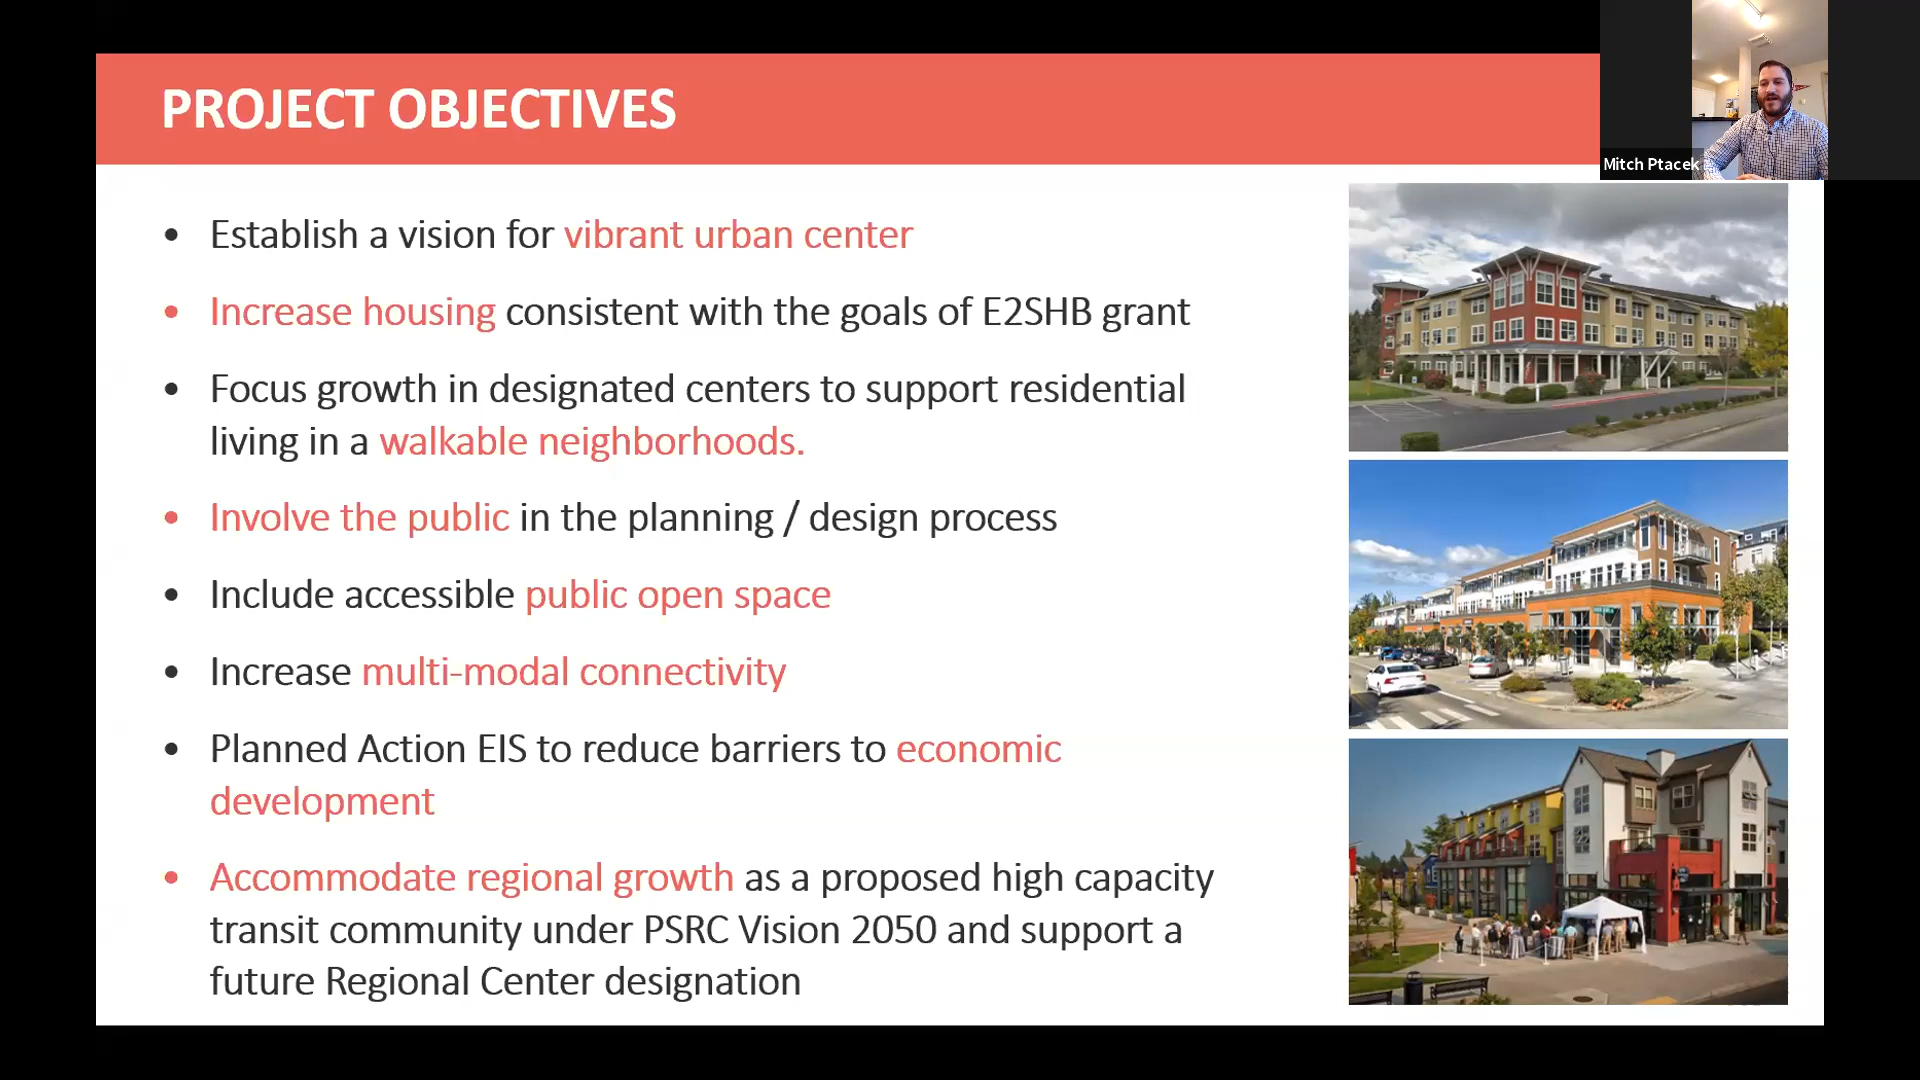 PROJECT OBJECTIVES
Mitch Ptacek
• Establish a vision for vibrant urban center
• Increase housing consistent with the goals of E2SHB grant
• Focus growth in designated centers to support residential
living in a walkable neighborhoods.
• Involve the public in the planning / design process
• Include accessible public open space
• Increase multi-modal connectivity
• Planned Action EIS to reduce barriers to economic
development
• Accommodate regional growth as a proposed high capacity
transit community under PSRC Vision 2050 and support a
future Regional Center designation